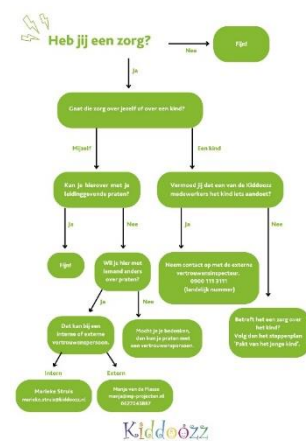 Heb jij een zorg?
Nee
Fijn!
Ja
Gaat die zorg over jezelf of over een kind?
Mijzelf
Een kind
Kan je hierover met je
leidinggevende praten?
Vermoed jij dat een van de Kiddoozz
medewerkers het kind iets aandoet?
Ja
Nee
Ja
Nee
Fijn!
Wil je hier met
iemand anders
over praten?
Neem contact op met de externe
vertrouwensinspecteur.
0900 111 3111
(landelijk nummer)
Ja
Nee
Betreft het een zorg over
het kind?
Volg dan het stappenplan
'Pakt van het jonge kind'.
Dat kan bij een
interne of externe
vertrouwenspersoon.
Mocht je je bedenken,
dan kan je praten met
een vertrouwenspersoon
Intern
Extern
Marieke
Marja van de
Kiddoozz